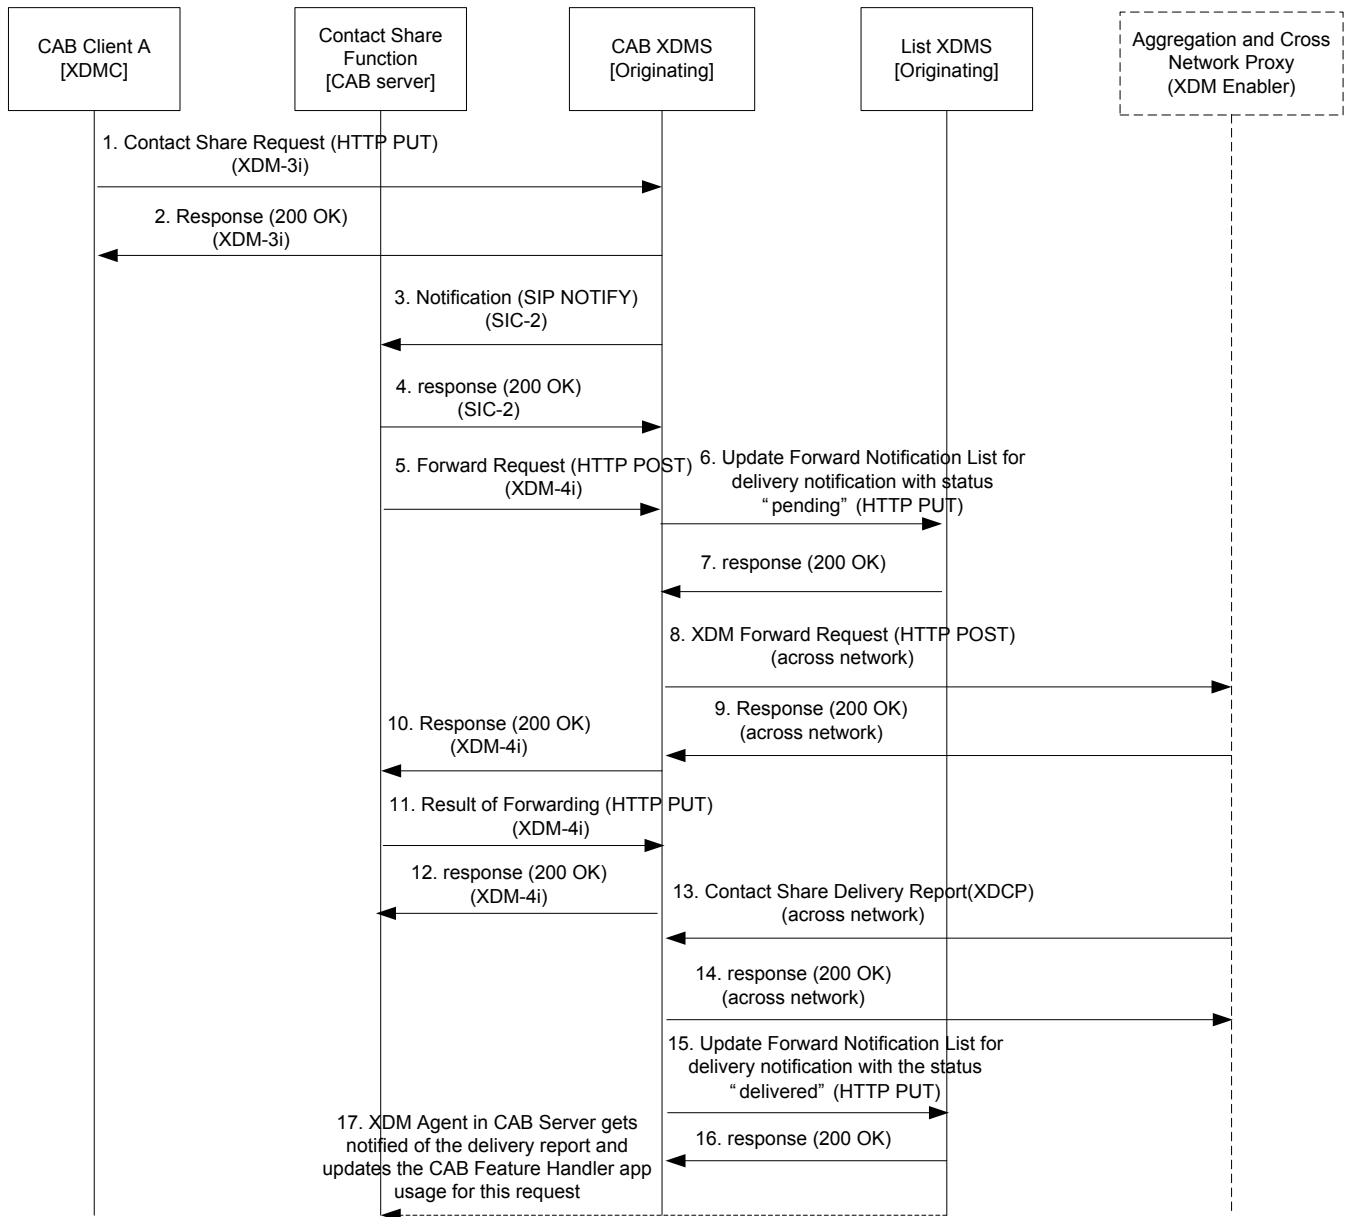 CAB Client A
[XDMC]
Contact Share
Function
[CAB server]
CAB XDMS
[Originating]
List XDMS
[Originating]
Aggregation and Cross
Network Proxy
(XDM Enabler)
1. Contact Share Request (HTTP PUT)
(XDM-3i)
2. Response (200 OK)
(XDM-3i)
3. Notification (SIP NOTIFY)
(SIC-2)
4. response (200 OK)
(SIC-2)
5. Forward Request (HTTP POST)
(XDM-4i)
6. Update Forward Notification List for
delivery notification with status
“pending” (HTTP PUT)
7. response (200 OK)
8. XDM Forward Request (HTTP POST)
(across network)
9. Response (200 OK)
(across network)
10. Response (200 OK)
(XDM-4i)
11. Result of Forwarding (HTTP PUT)
(XDM-4i)
12. response (200 OK)
(XDM-4i)
13. Contact Share Delivery Report(XDCP)
(across network)
14. response (200 OK)
(across network)
15. Update Forward Notification List for
delivery notification with the status
“delivered” (HTTP PUT)
16. response (200 OK)
17. XDM Agent in CAB Server gets
notified of the delivery report and
updates the CAB Feature Handler app
usage for this request